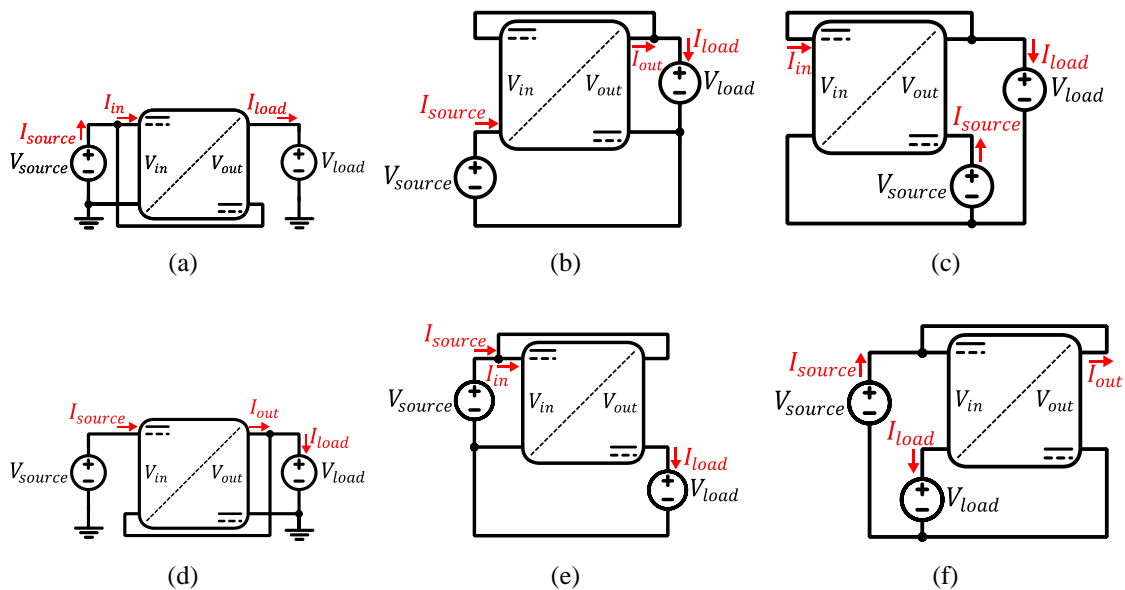 I_in
I_load
I_source
V_source
V_in
V_out
V_load
(a)
I_load
I_out
V_in
V_out
V_load
I_source
V_source
(b)
I_in
I_load
V_in
V_out
V_load
I_source
V_source
(c)
I_source
I_out
I_load
V_source
V_in
V_out
V_load
(d)
I_source
I_in
V_source
V_in
V_out
I_load
V_load
(e)
I_source
I_out
V_source
V_in
V_out
I_load
V_load
(f)